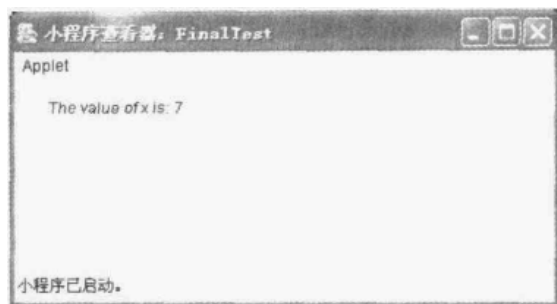 小程序查看器: FinalTest
Applet
The value of x is: 7
小程序已启动。